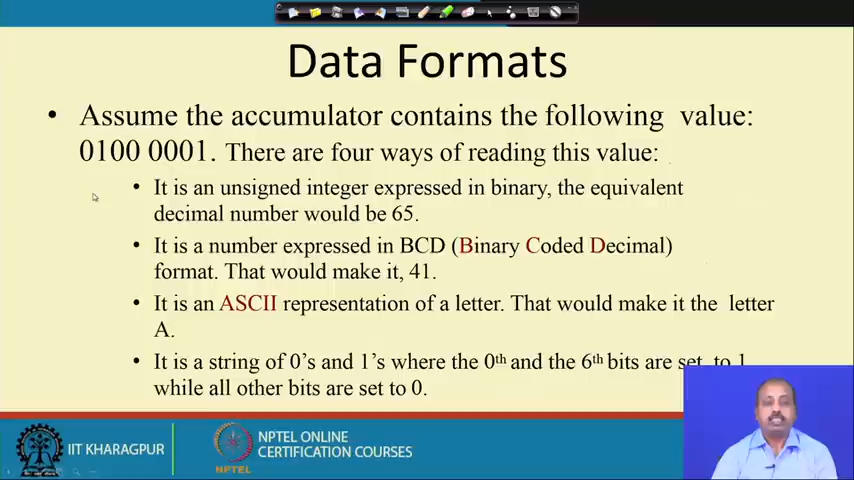 Data Formats
• Assume the accumulator contains the following value:
0100 0001. There are four ways of reading this value:
• It is an unsigned integer expressed in binary, the equivalent
decimal number would be 65.
• It is a number expressed in BCD (Binary Coded Decimal)
format. That would make it, 41.
• It is an ASCII representation of a letter. That would make it the letter
A.
• It is a string of 0's and 1's where the 0th and the 6th bits are set to 1
while all other bits are set to 0.
IIT KHARAGPUR
NPTEL
NPTEL ONLINE
CERTIFICATION COURSES